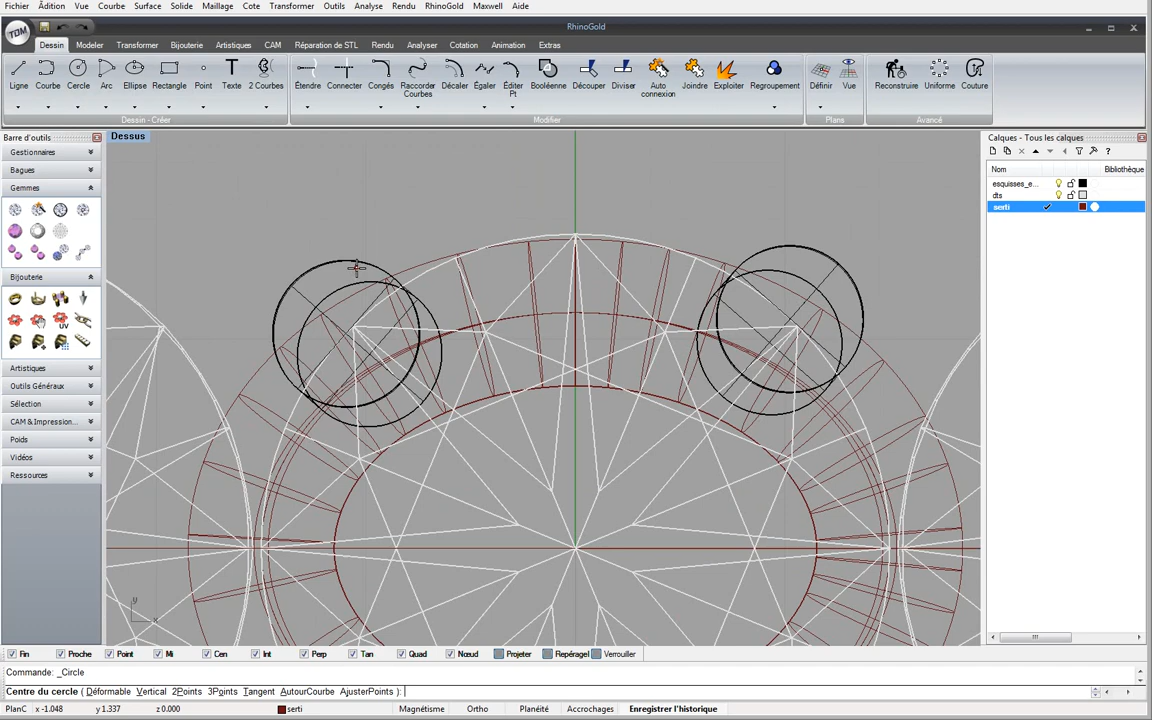 Fichier Ădition Vue Courbe Surface Solide Maillage Cote Transformer Outils Analyse Rendu RhinoGold Maxwell Aide
TDM
RhinoGold
Dessin Modeler Transformer Bijouterie Artistiques CAM Réparation de STL Rendu Analyser Cotation Animation Extras
Ligne Courbe Cercle Arc Ellipse Rectangle Point Texte 2 Courbes Étendre Connecter Congés Raccorder Courbes Décaler Égaler Éditer Pt Booléenne Découper Diviser Auto connexion Joindre Exploiter Regroupement Définir Vue Reconstruire Uniforme Couture
Dessin - Créer Modifier Plans Avancé
Barre d'outils
Gestionnaires
Bagues
Gemmes
Bijouterie
UV
Artistiques
Outils Généraux
Sélection
CAM & Impression...
Poids
Vidéos
Ressources
Dessus
Calques - Tous les calques
Nom Bibliothèque
esquisses_e...
dts
serti
y
x
Fin Proche Point Mi Cen Int Perp Tan Quad Nœud Projeter Repéragel Verrouiller
Commande: _Circle
Centre du cercle ( Déformable Vertical 2Points 3Points Tangent AutourCourbe AjusterPoints ):
PlanC x -1.048 y 1.337 z 0.000 serti Magnétisme Ortho Planéité Accrochages Enregistrer l'historique